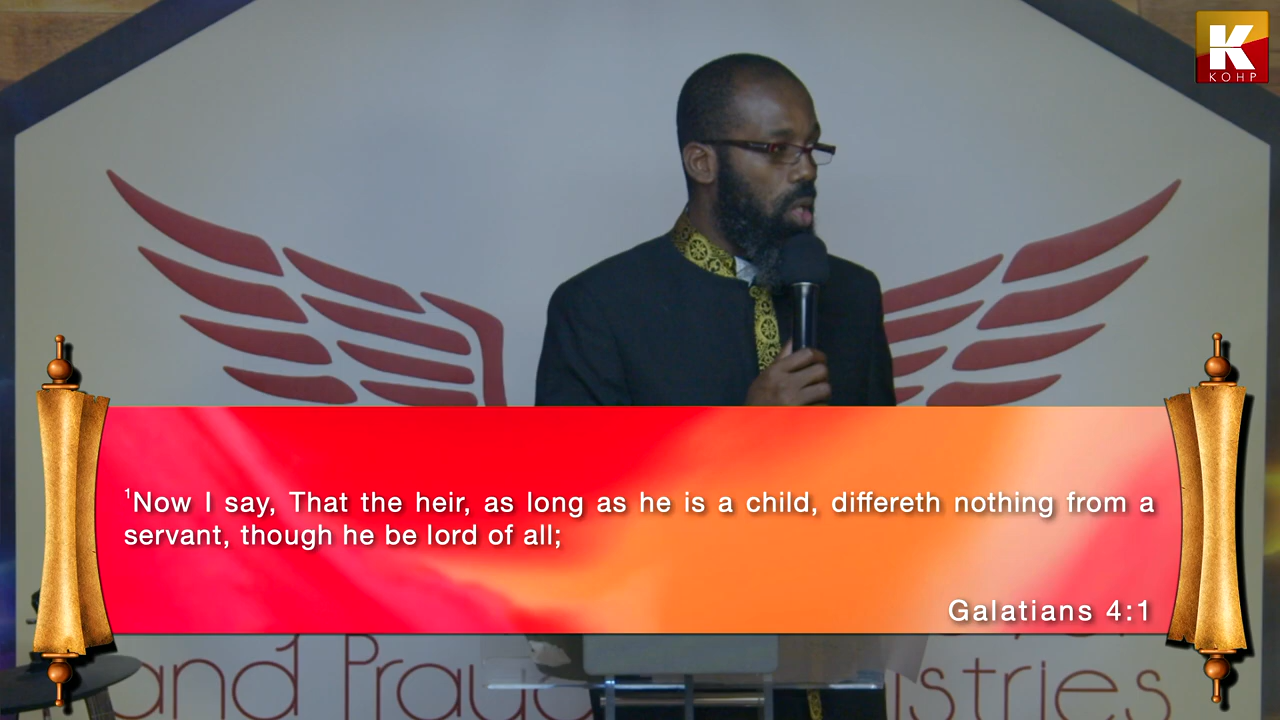 K
KOHP
¹Now I say, That the heir, as long as he is a child, differeth nothing from a
servant, though he be lord of all;
Galatians 4:1
and